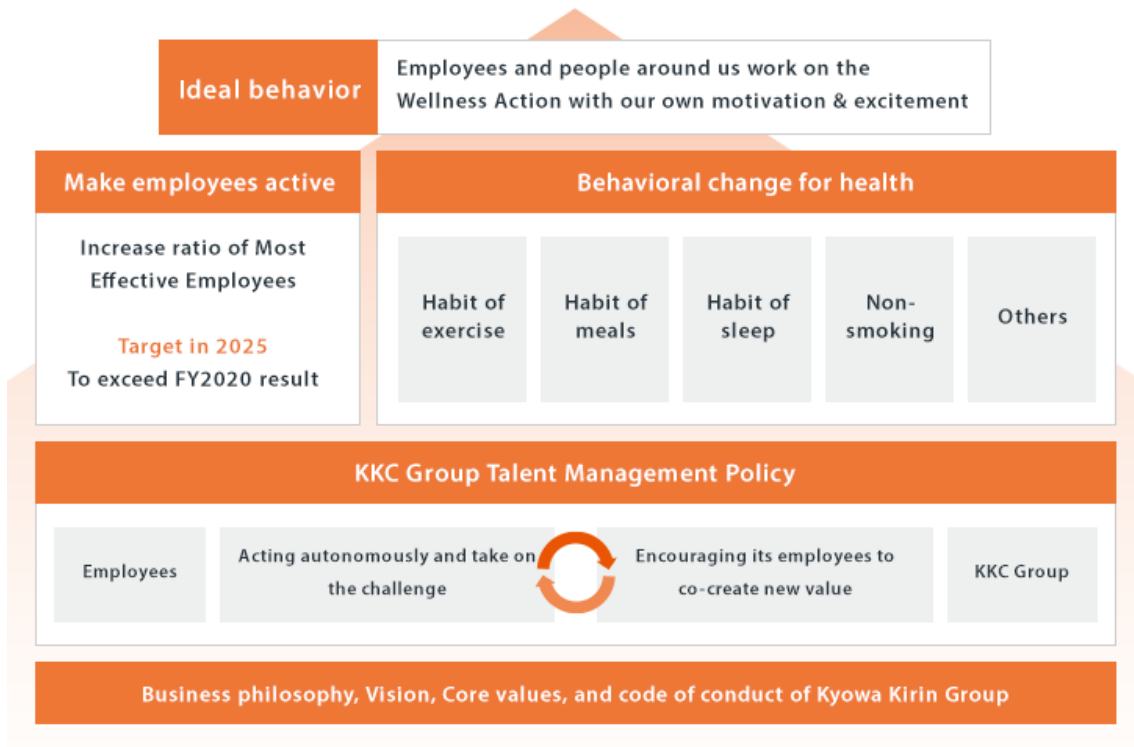 Ideal behavior
Employees and people around us work on the
Wellness Action with our own motivation & excitement
Make employees active
Increase ratio of Most
Effective Employees
Target in 2025
To exceed FY2020 result
Behavioral change for health
Habit of
exercise
Habit of
meals
Habit of
sleep
Non-
smoking
Others
KKC Group Talent Management Policy
Employees
Acting autonomously and take on
the challenge
Encouraging its employees to
co-create new value
KKC Group
Business philosophy, Vision, Core values, and code of conduct of Kyowa Kirin Group